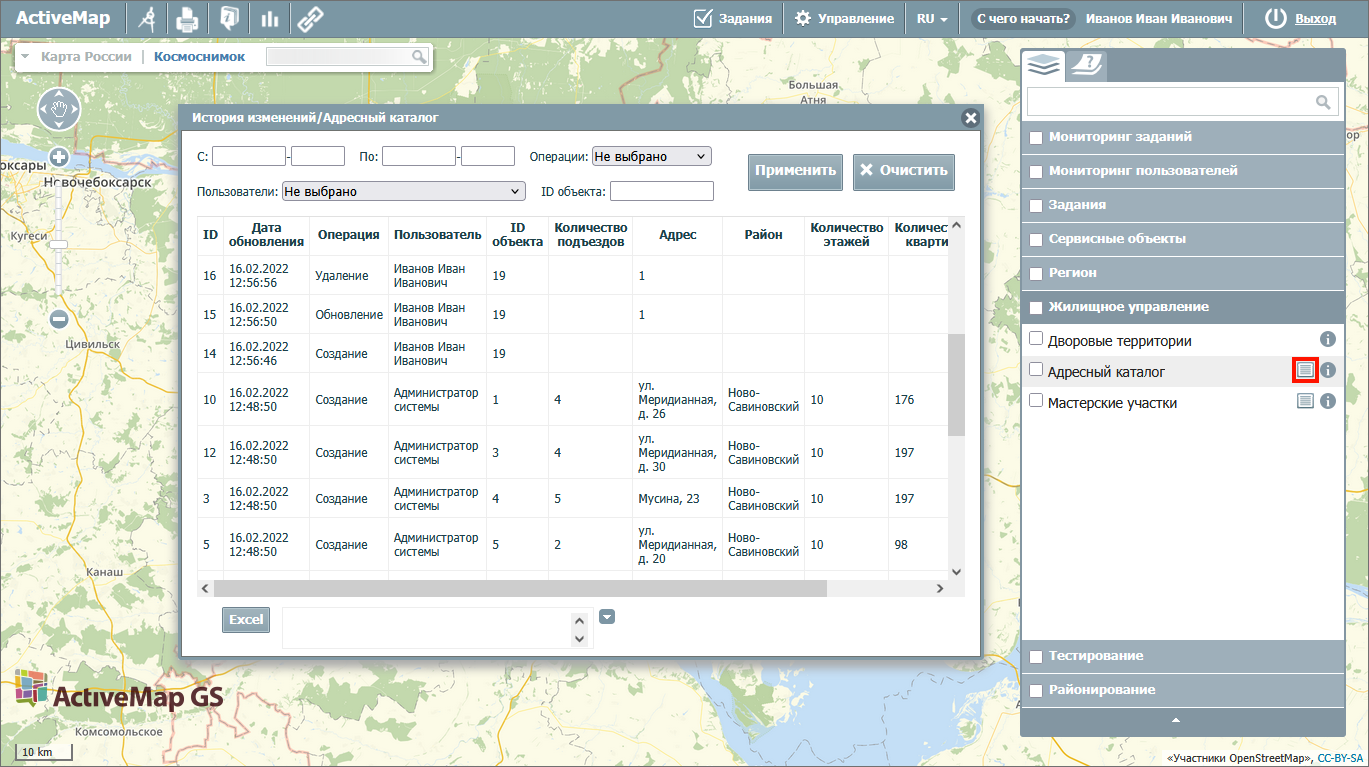 ActiveMap
Задания
Управление
RU
С чего начать?
Иванов Иван Иванович
Выход
Карта России | Космоснимок
Большая
Атня
Новочебоксарск
Кугеси
Цивильск
Канаш
Комсомольское
История изменений/Адресный каталог
С: - По: - Операции: Не выбрано
Применить
Очистить
Пользователи: Не выбрано ID объекта:
ID Дата обновления Операция Пользователь ID объекта Количество подъездов Адрес Район Количество этажей
16 16.02.2022 12:56:56 Удаление Иванов Иван Иванович 19 1
15 16.02.2022 12:56:50 Обновление Иванов Иван Иванович 19 1
14 16.02.2022 12:56:46 Создание Иванов Иван Иванович 19
10 16.02.2022 12:48:50 Создание Администратор системы 1 4 ул. Меридианная, д. 26 Ново-Савиновский 10 176
12 16.02.2022 12:48:50 Создание Администратор системы 3 4 ул. Меридианная, д. 30 Ново-Савиновский 10 197
3 16.02.2022 12:48:50 Создание Администратор системы 4 5 Мусина, 23 Ново-Савиновский 10 197
5 16.02.2022 12:48:50 Создание Администратор системы 5 2 ул. Меридианная, д. 20 Ново-Савиновский 10 98
Excel
Мониторинг заданий
Мониторинг пользователей
Задания
Сервисные объекты
Регион
Жилищное управление
Дворовые территории
Адресный каталог
Мастерские участки
Тестирование
Районирование
ActiveMap GS
10 km
«Участники OpenStreetMap», CC-BY-SA